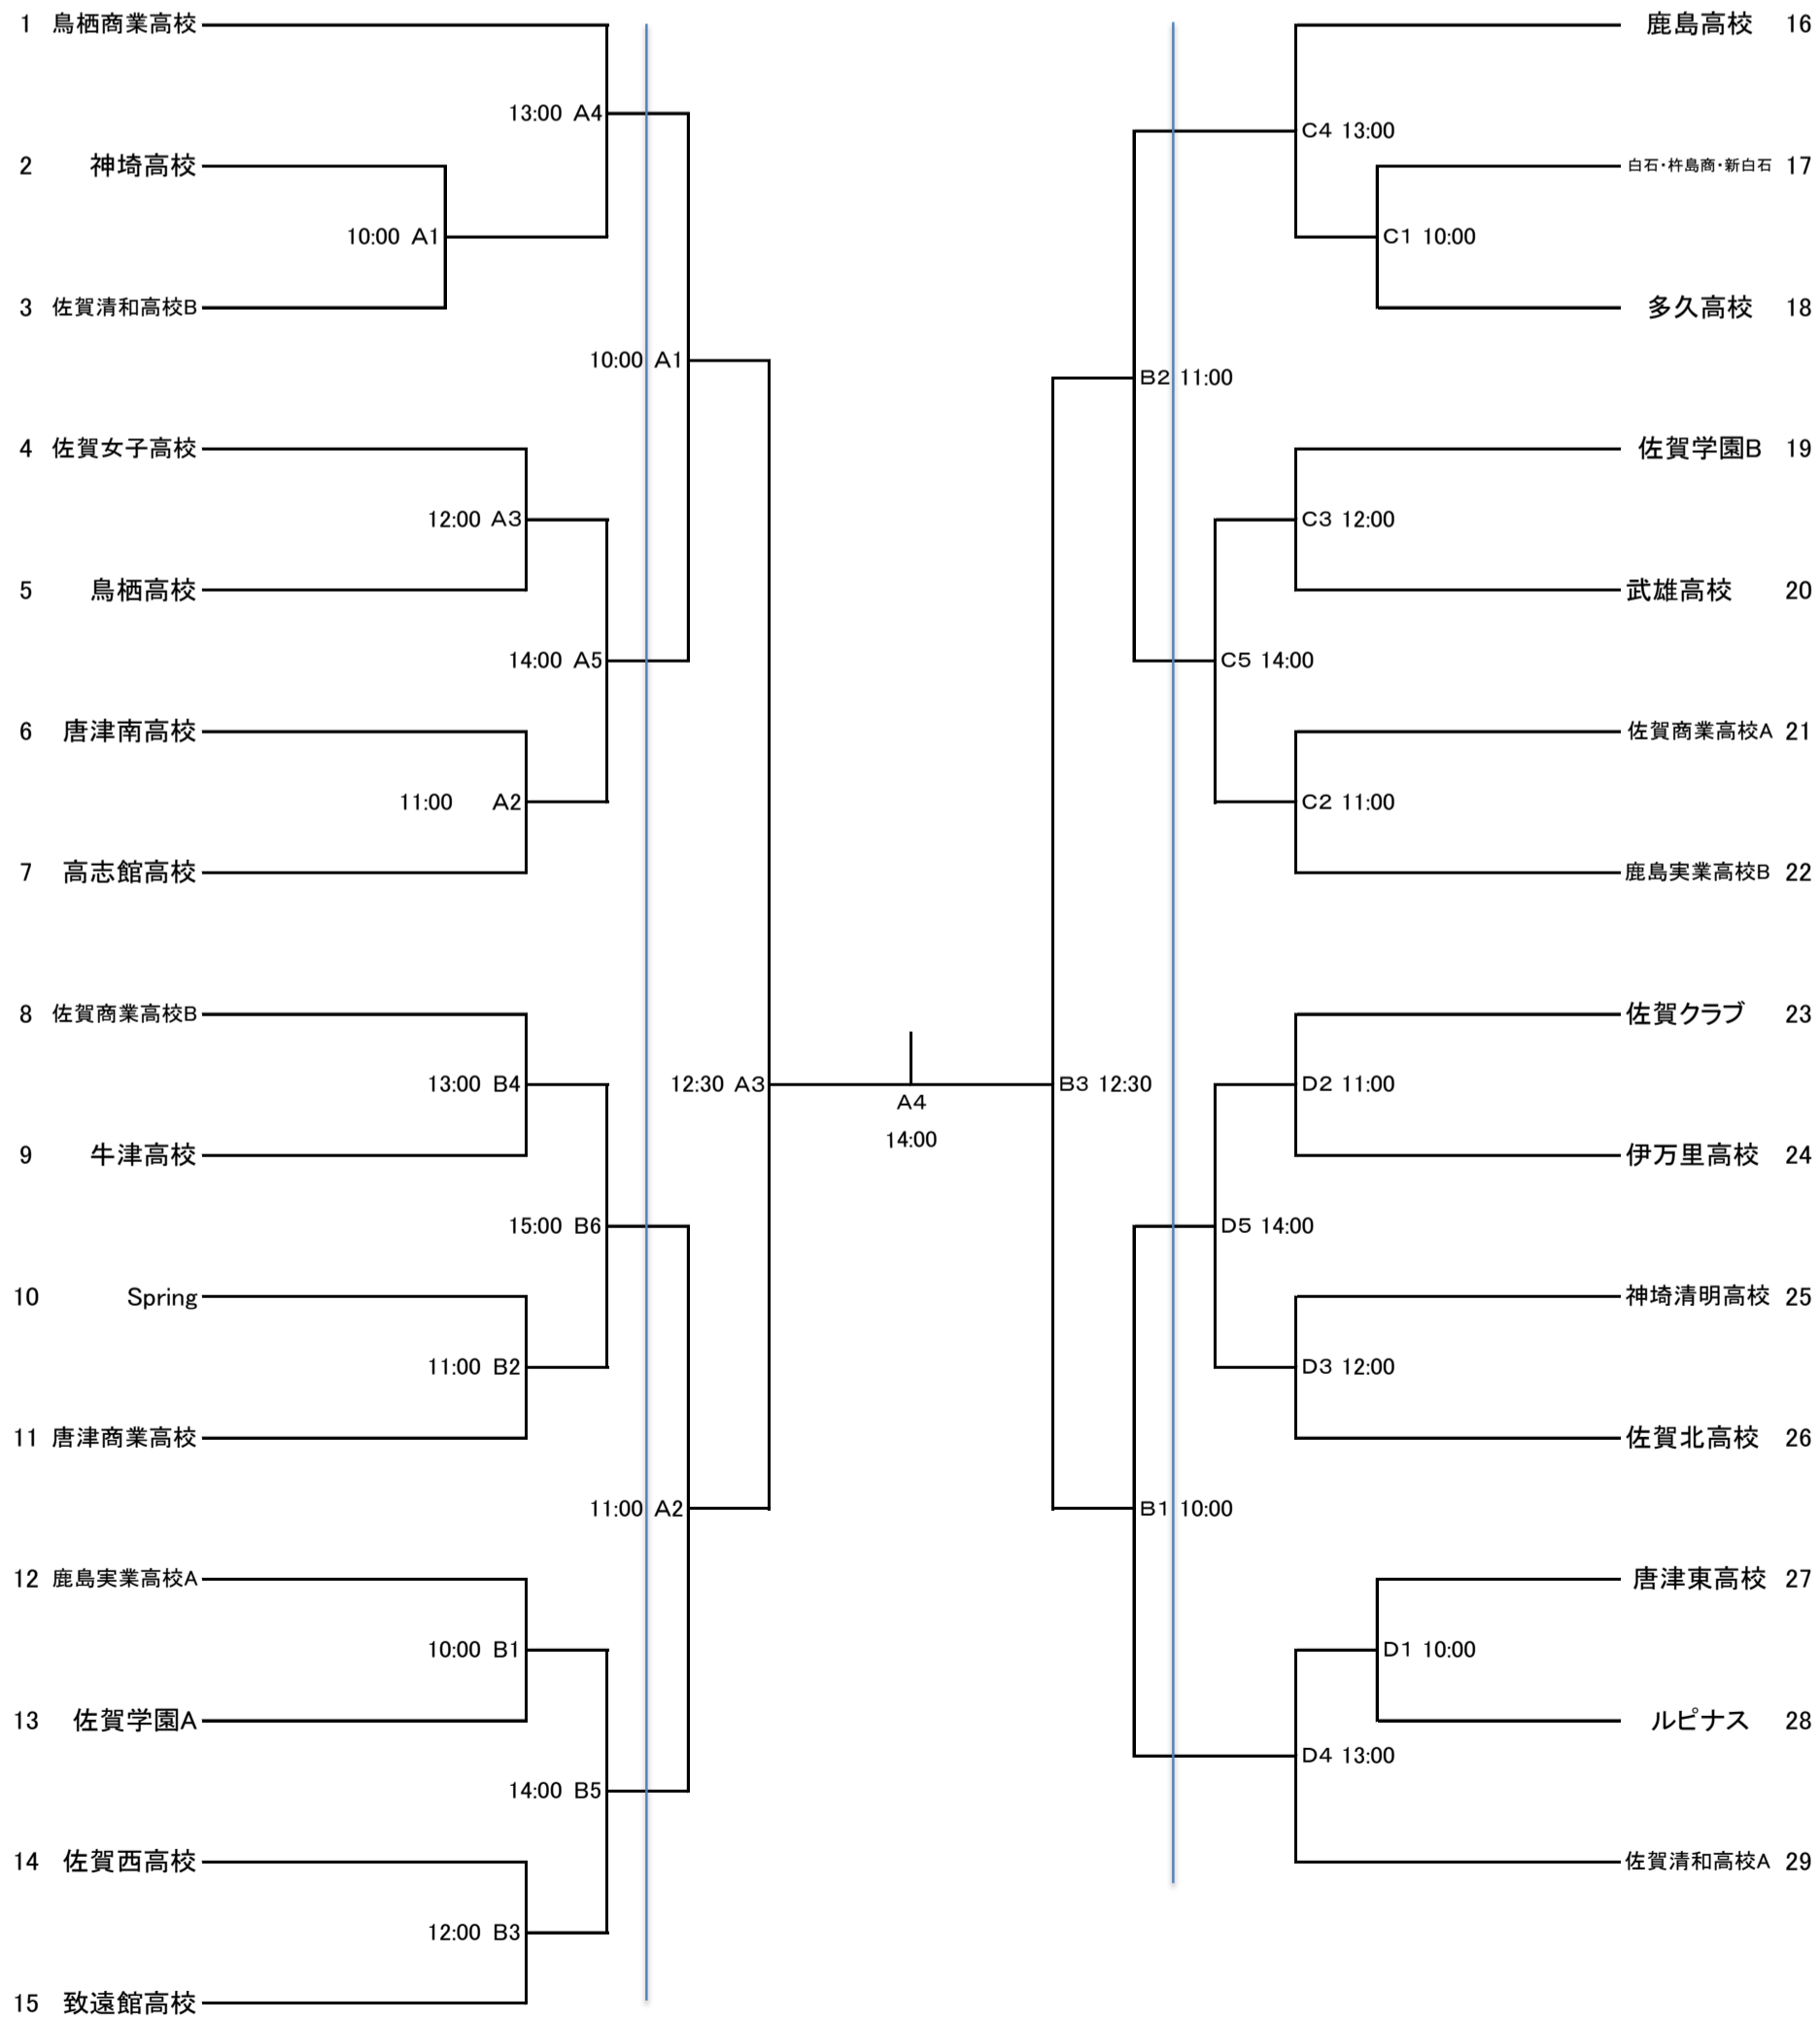 1 鳥栖商業高校
13:00 A4
2 神埼高校
10:00 A1
3 佐賀清和高校B
10:00 A1
4 佐賀女子高校
12:00 A3
5 鳥栖高校
14:00 A5
6 唐津南高校
11:00 A2
7 高志館高校
8 佐賀商業高校B
13:00 B4
12:30 A3
9 牛津高校
15:00 B6
10 Spring
11:00 B2
11 唐津商業高校
11:00 A2
12 鹿島実業高校A
10:00 B1
13 佐賀学園A
14:00 B5
14 佐賀西高校
12:00 B3
15 致遠館高校
A4
14:00
鹿島高校 16
C4 13:00
白石・杵島商・新白石 17
C1 10:00
多久高校 18
B2 11:00
佐賀学園B 19
C3 12:00
武雄高校 20
C5 14:00
佐賀商業高校A 21
C2 11:00
鹿島実業高校B 22
佐賀クラブ 23
B3 12:30
D2 11:00
伊万里高校 24
D5 14:00
神埼清明高校 25
D3 12:00
佐賀北高校 26
B1 10:00
唐津東高校 27
D1 10:00
ルピナス 28
D4 13:00
佐賀清和高校A 29